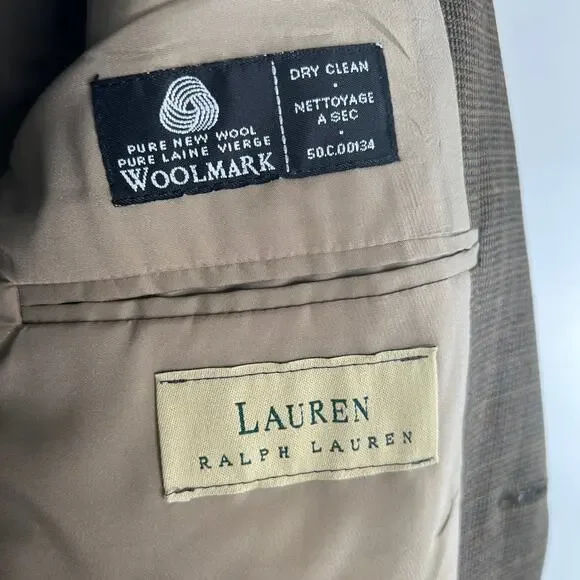 PURE NEW WOOL
PURE LAINE VIERGE
WOOLMARK
DRY CLEAN
•
NETTOYAGE
A SEC
•
50.C.00134
LAUREN
RALPH LAUREN